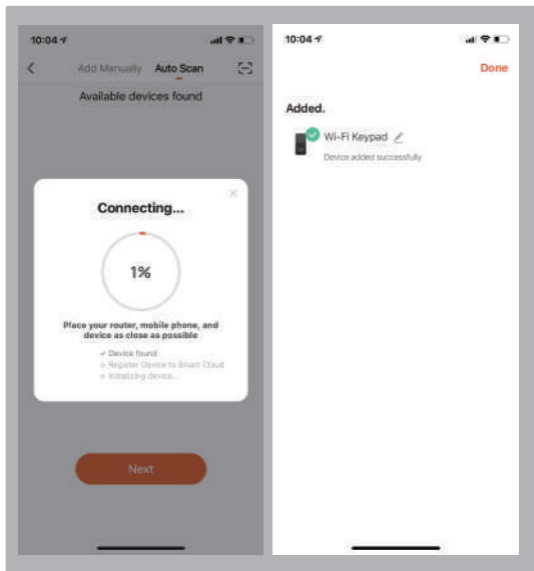 10:04
Add Manually Auto Scan
Available devices found
Connecting...
1%
Place your router, mobile phone, and
device as close as possible
Device found
Register Device to Smart Cloud
Initializing device...
Next
10:04
Done
Added.
Wi-Fi Keypad
Device added successfully